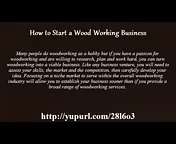 How to Start a Wood Working Business
Many people do woodworking as a hobby but if you have a passion for
woodworking and are willing to research, plan and work hard, you can turn
woodworking into a viable business. Like any business venture, you will need to
assess your skills, the market and the competition, then carefully develop your
idea. Focusing on a niche market to serve within the overall woodworking
industry will allow you to establish your business sooner than if you provide a
broad range of woodworking services.
http://yupurl.com/281603